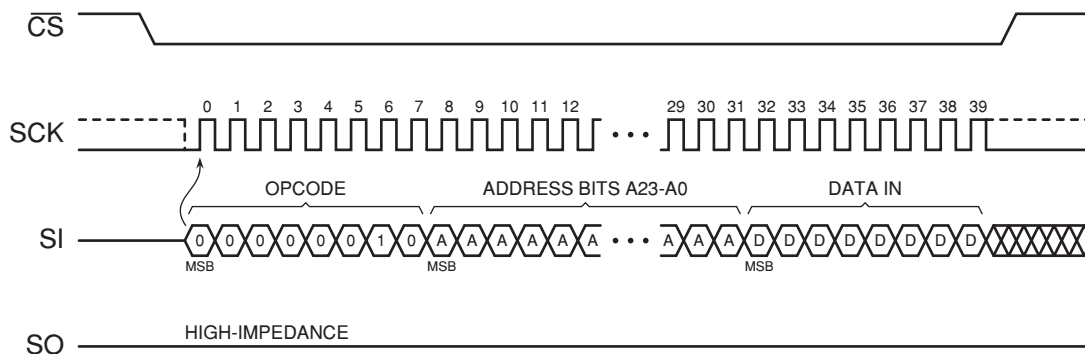 CS
0 1 2 3 4 5 6 7 8 9 10 11 12 29 30 31 32 33 34 35 36 37 38 39
SCK
OPCODE ADDRESS BITS A23-A0 DATA IN
SI 0 0 0 0 0 0 1 0 A A A A A A A A A D D D D D D D D
MSB MSB MSB
HIGH-IMPEDANCE
SO